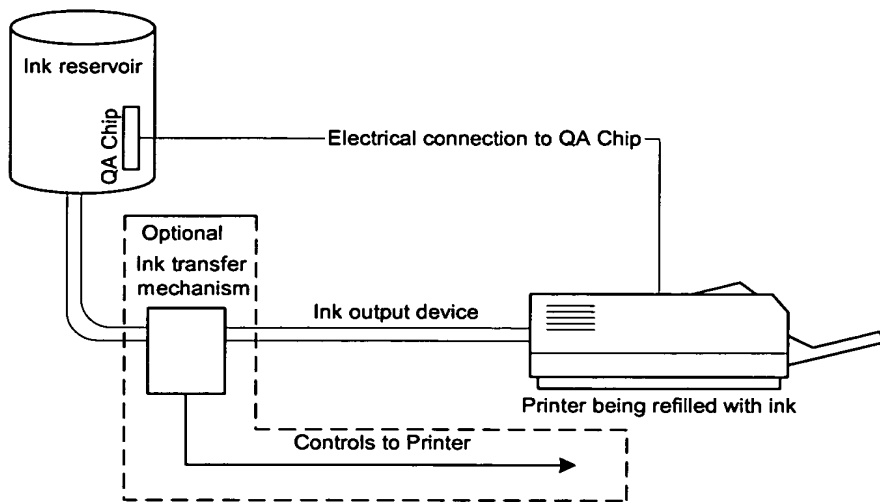 Ink reservoir
QA Chip
Electrical connection to QA Chip
Optional
Ink transfer
mechanism
Ink output device
Printer being refilled with ink
Controls to Printer